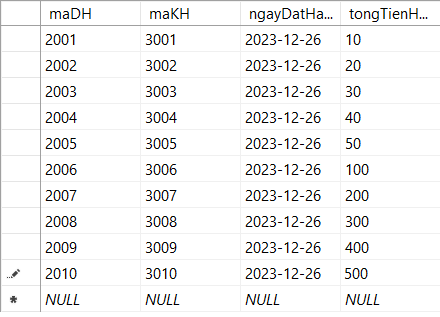 maDH maKH ngayDatHa... tongTienH...
2001 3001 2023-12-26 10
2002 3002 2023-12-26 20
2003 3003 2023-12-26 30
2004 3004 2023-12-26 40
2005 3005 2023-12-26 50
2006 3006 2023-12-26 100
2007 3007 2023-12-26 200
2008 3008 2023-12-26 300
2009 3009 2023-12-26 400
2010 3010 2023-12-26 500
NULL NULL NULL NULL